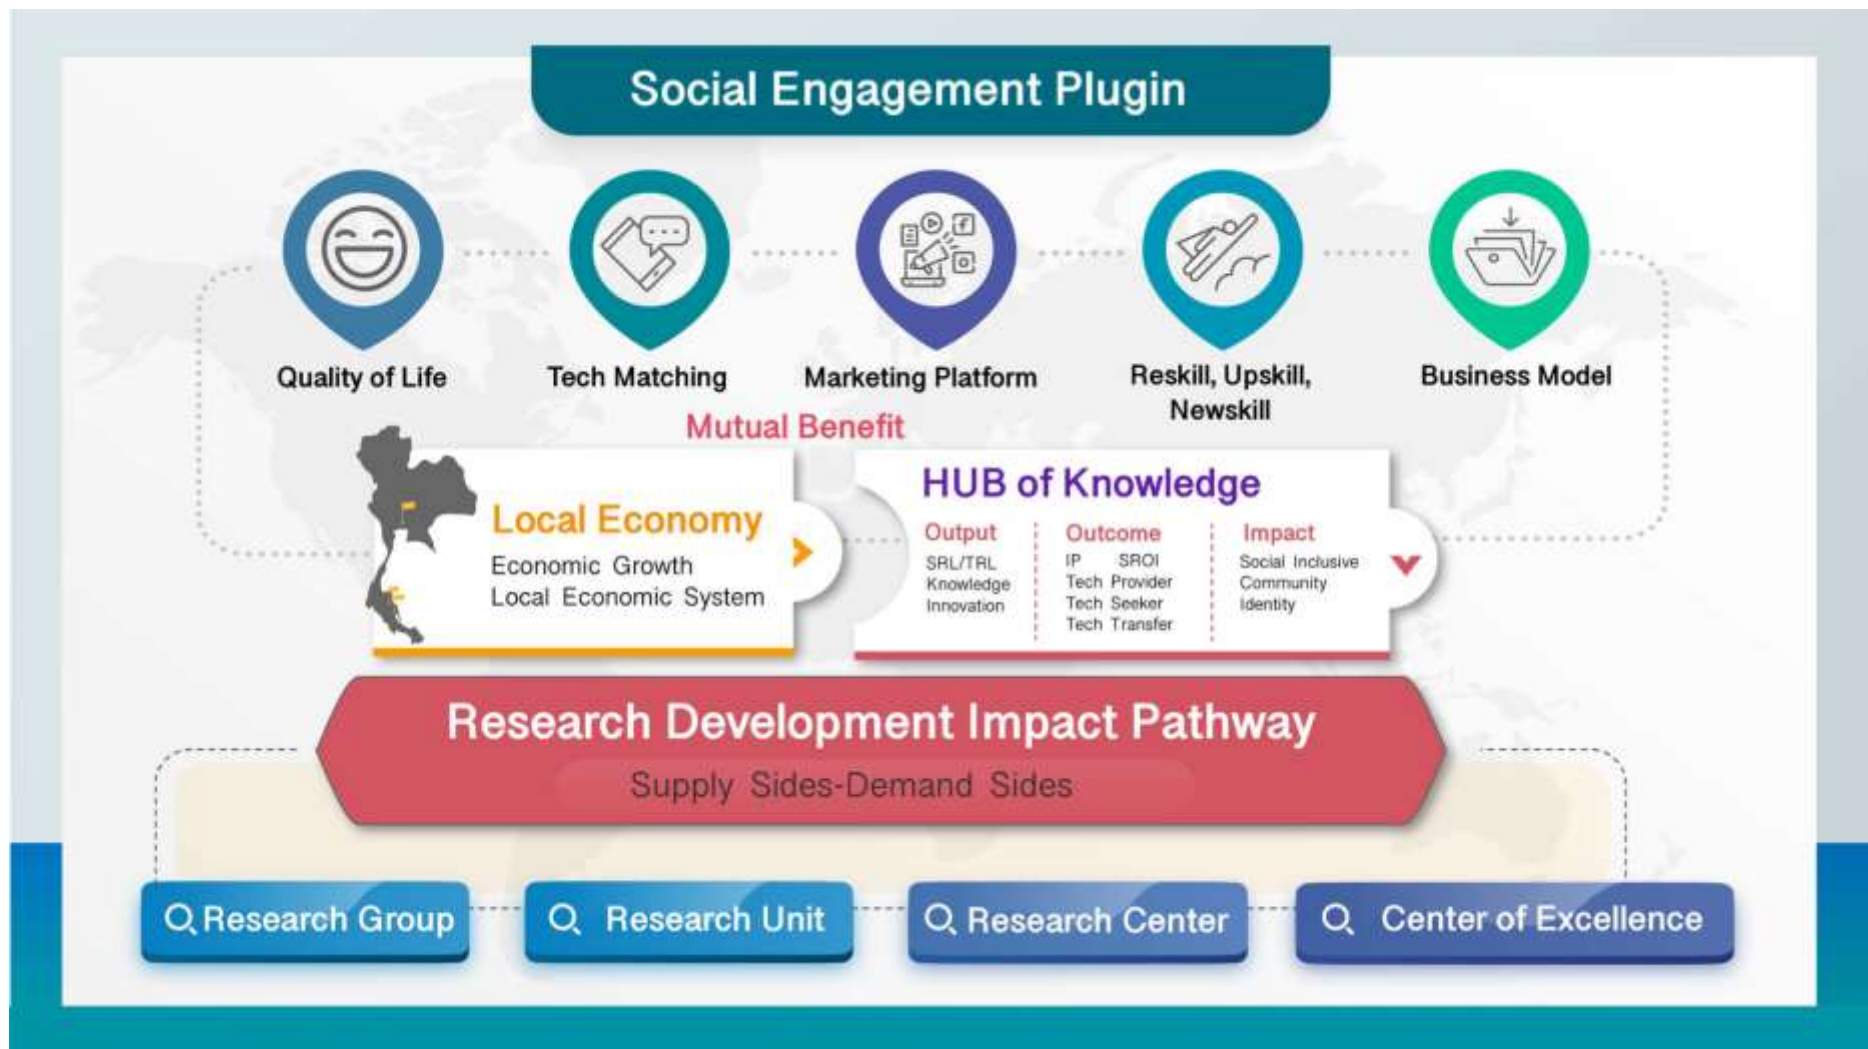 Social Engagement Plugin
Quality of Life
Tech Matching
Marketing Platform
Reskill, Upskill,
Newskill
Business Model
Mutual Benefit
Local Economy
Economic Growth
Local Economic System
HUB of Knowledge
Output
SRL/TRL
Knowledge
Innovation
Outcome
IP SROI
Tech Provider
Tech Seeker
Tech Transfer
Impact
Social Inclusive
Community
Identity
Research Development Impact Pathway
Supply Sides-Demand Sides
Research Group
Research Unit
Research Center
Center of Excellence